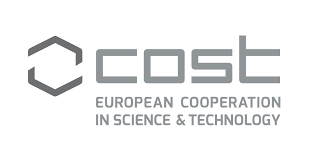 cost
EUROPEAN COOPERATION
IN SCIENCE & TECHNOLOGY